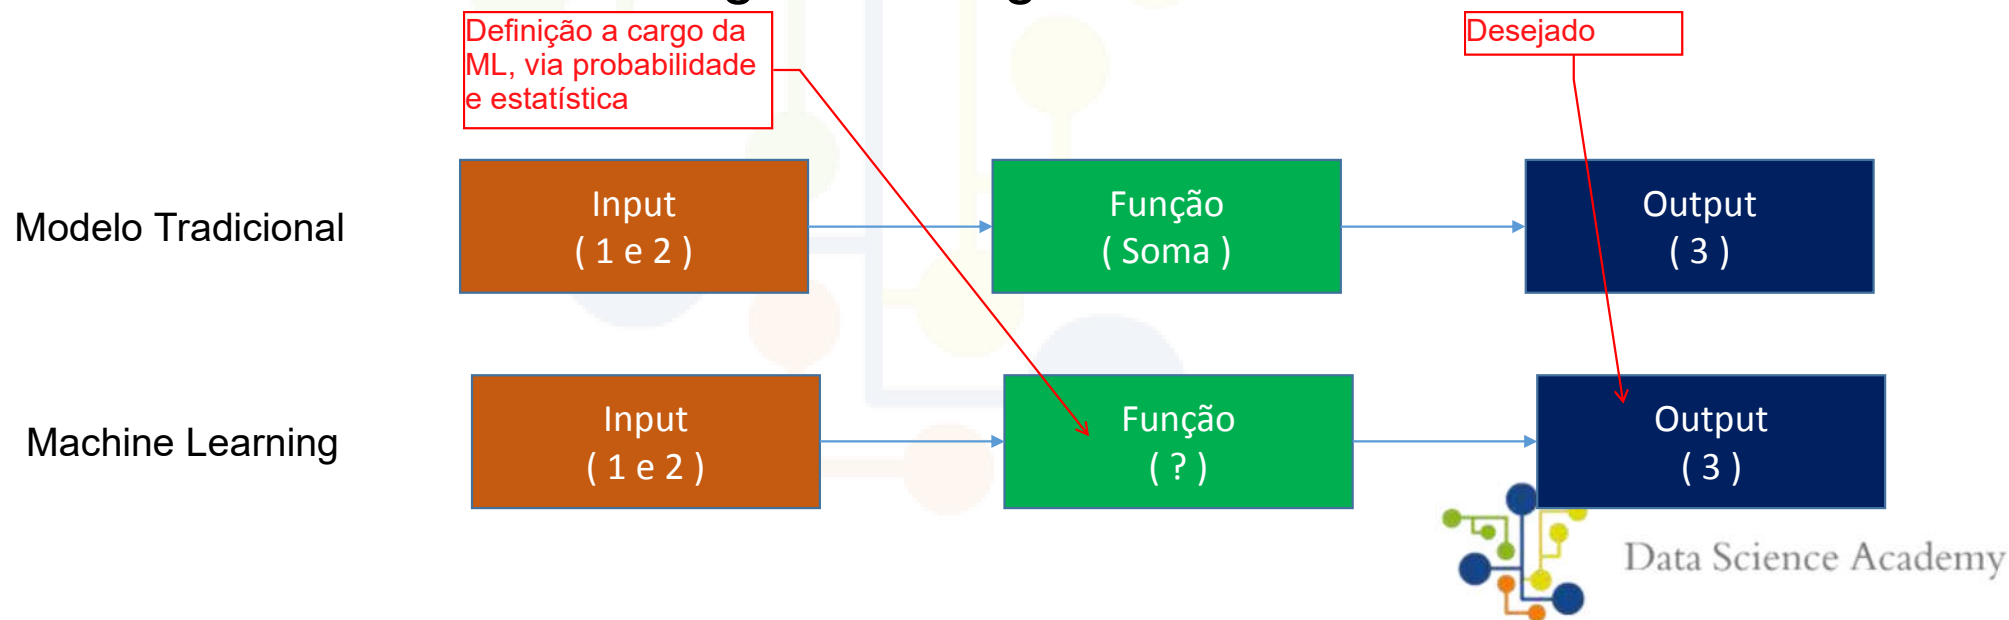 Definição a cargo da
ML, via probabilidade
e estatística
Desejado
Modelo Tradicional
Input
( 1 e 2 )
Função
( Soma )
Output
( 3 )
Machine Learning
Input
( 1 e 2 )
Função
( ? )
Output
( 3 )
Data Science Academy